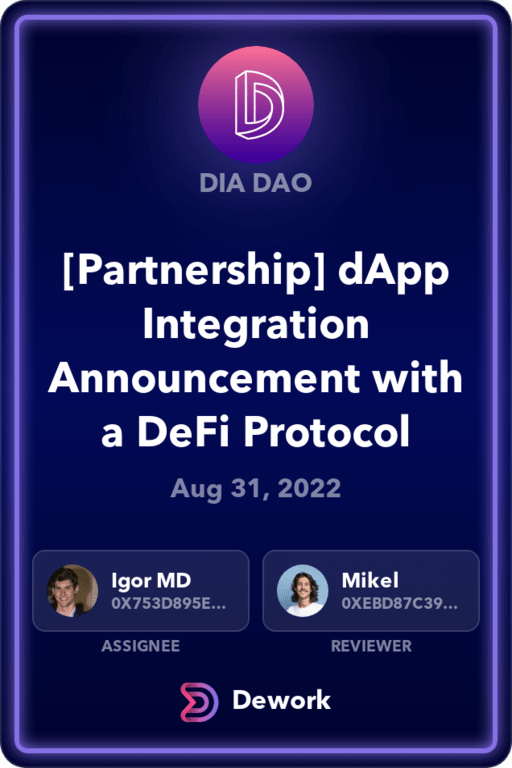 DIA DAO
[Partnership] dApp
Integration
Announcement with
a DeFi Protocol
Aug 31, 2022
Igor MD
0X753D895E...
ASSIGNEE
Mikel
0XEBD87C39...
REVIEWER
Dework